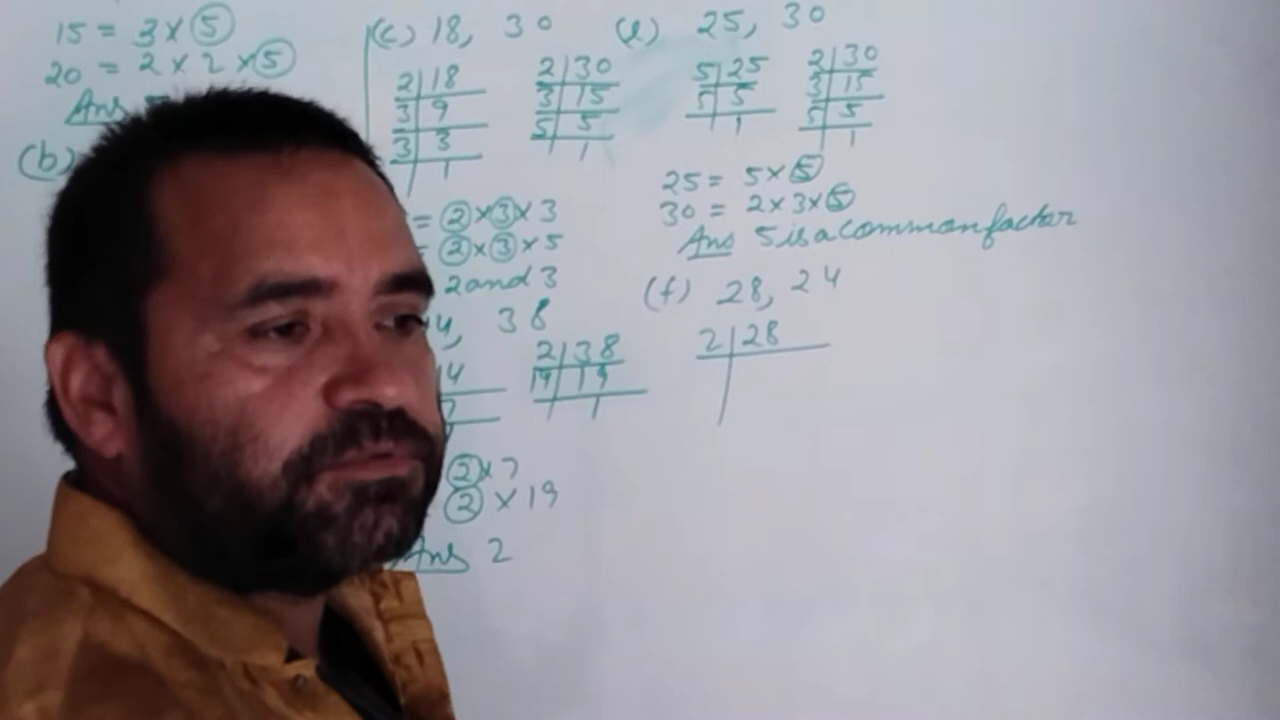 15 = 3 x 5
20 = 2 x 2 x 5
Ans
(b)
(c) 18, 30
2 18
3 9
3 3
1
2 30
3 15
5 5
1
= 2 x 3 x 3
= 2 x 3 x 5
2 and 3
4, 38
14
7
2 38
19 19
1
2 x 7
2 x 19
Ans 2
(e) 25, 30
5 25
5 5
1
2 30
3 15
5 5
1
25 = 5 x 5
30 = 2 x 3 x 5
Ans 5 is a common factor
(f) 28, 24
2 28